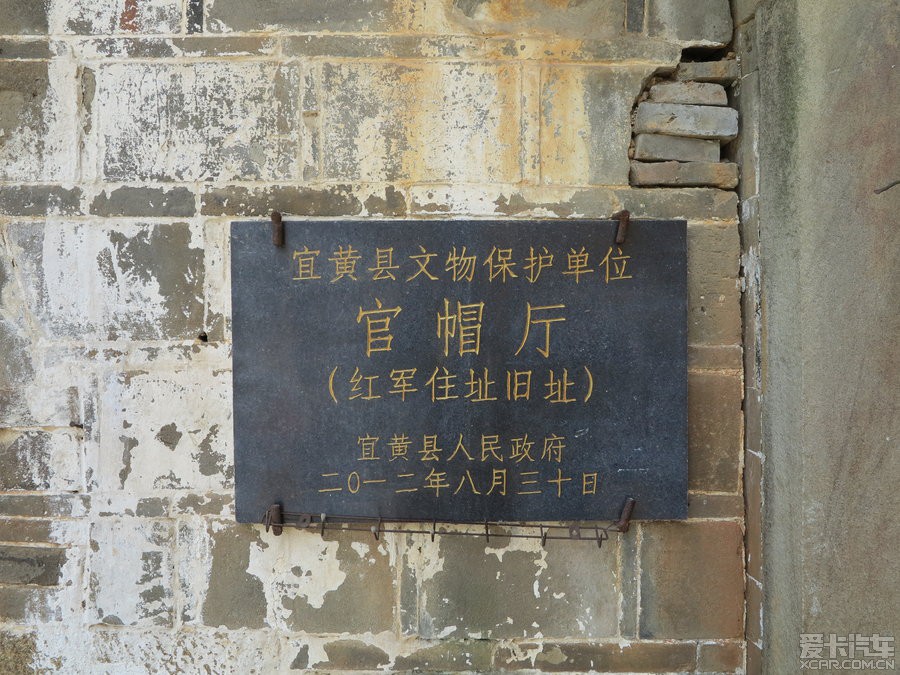 宜黄县文物保护单位
官帽厅
(红军住址旧址)
宜黄县人民政府
二〇一二年八月三十日
爱卡汽车
XCAR.COM.CN